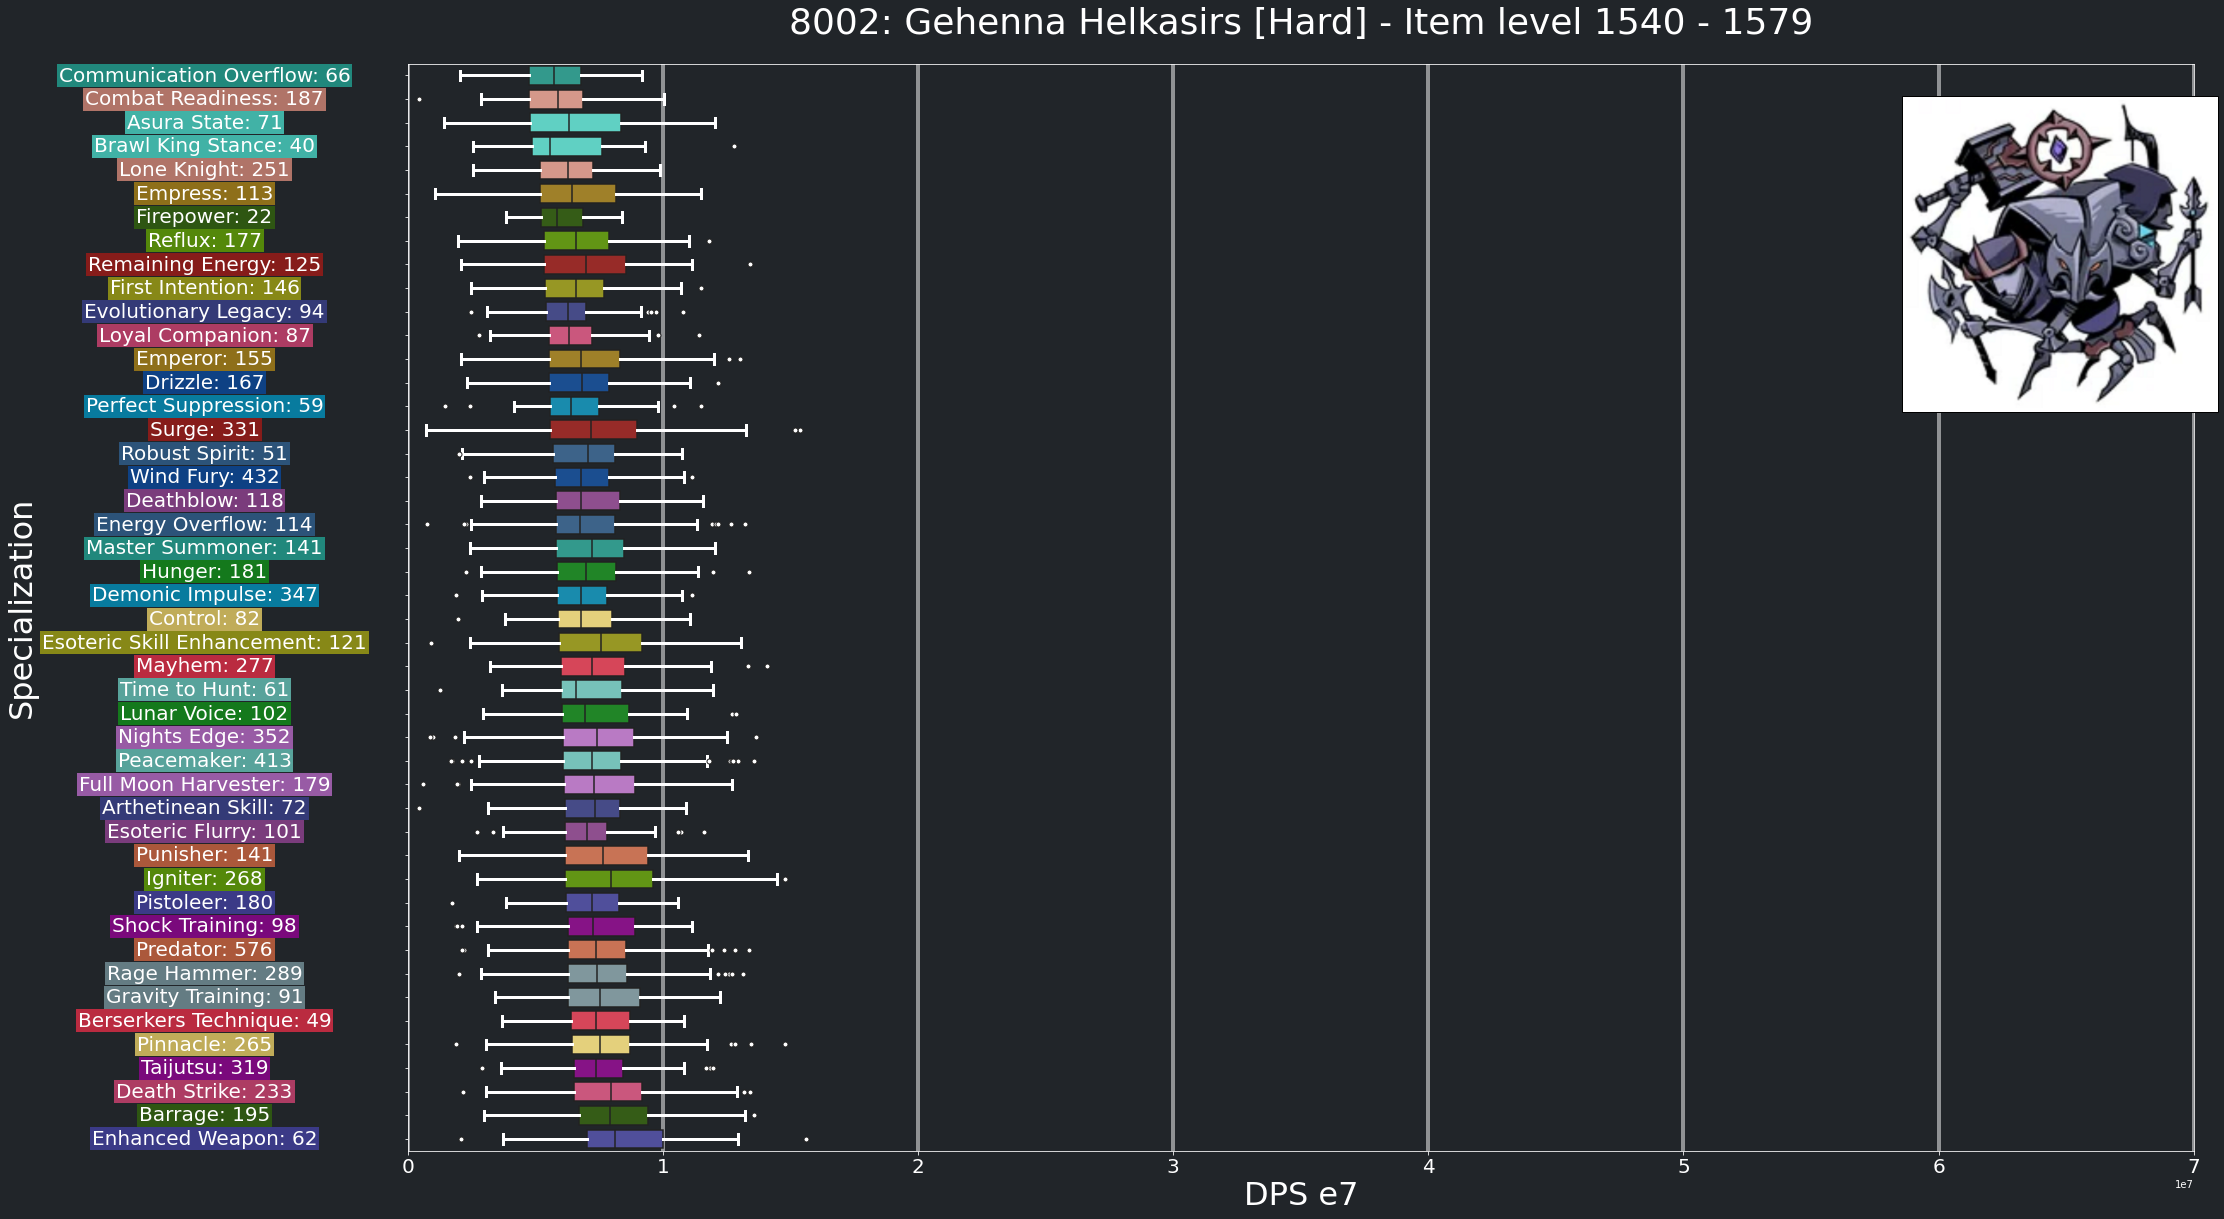 8002: Gehenna Helkasirs [Hard] - Item level 1540 - 1579
Communication Overflow: 66
Combat Readiness: 187
Asura State: 71
Brawl King Stance: 40
Lone Knight: 251
Empress: 113
Firepower: 22
Reflux: 177
Remaining Energy: 125
First Intention: 146
Evolutionary Legacy: 94
Loyal Companion: 87
Emperor: 155
Drizzle: 167
Perfect Suppression: 59
Surge: 331
Robust Spirit: 51
Wind Fury: 432
Deathblow: 118
Energy Overflow: 114
Master Summoner: 141
Hunger: 181
Demonic Impulse: 347
Control: 82
Esoteric Skill Enhancement: 121
Mayhem: 277
Time to Hunt: 61
Lunar Voice: 102
Nights Edge: 352
Peacemaker: 413
Full Moon Harvester: 179
Arthetinean Skill: 72
Esoteric Flurry: 101
Punisher: 141
Igniter: 268
Pistoleer: 180
Shock Training: 98
Predator: 576
Rage Hammer: 289
Gravity Training: 91
Berserkers Technique: 49
Pinnacle: 265
Taijutsu: 319
Death Strike: 233
Barrage: 195
Enhanced Weapon: 62
Specialization
0 1 2 3 4 5 6 7
1e7
DPS e7